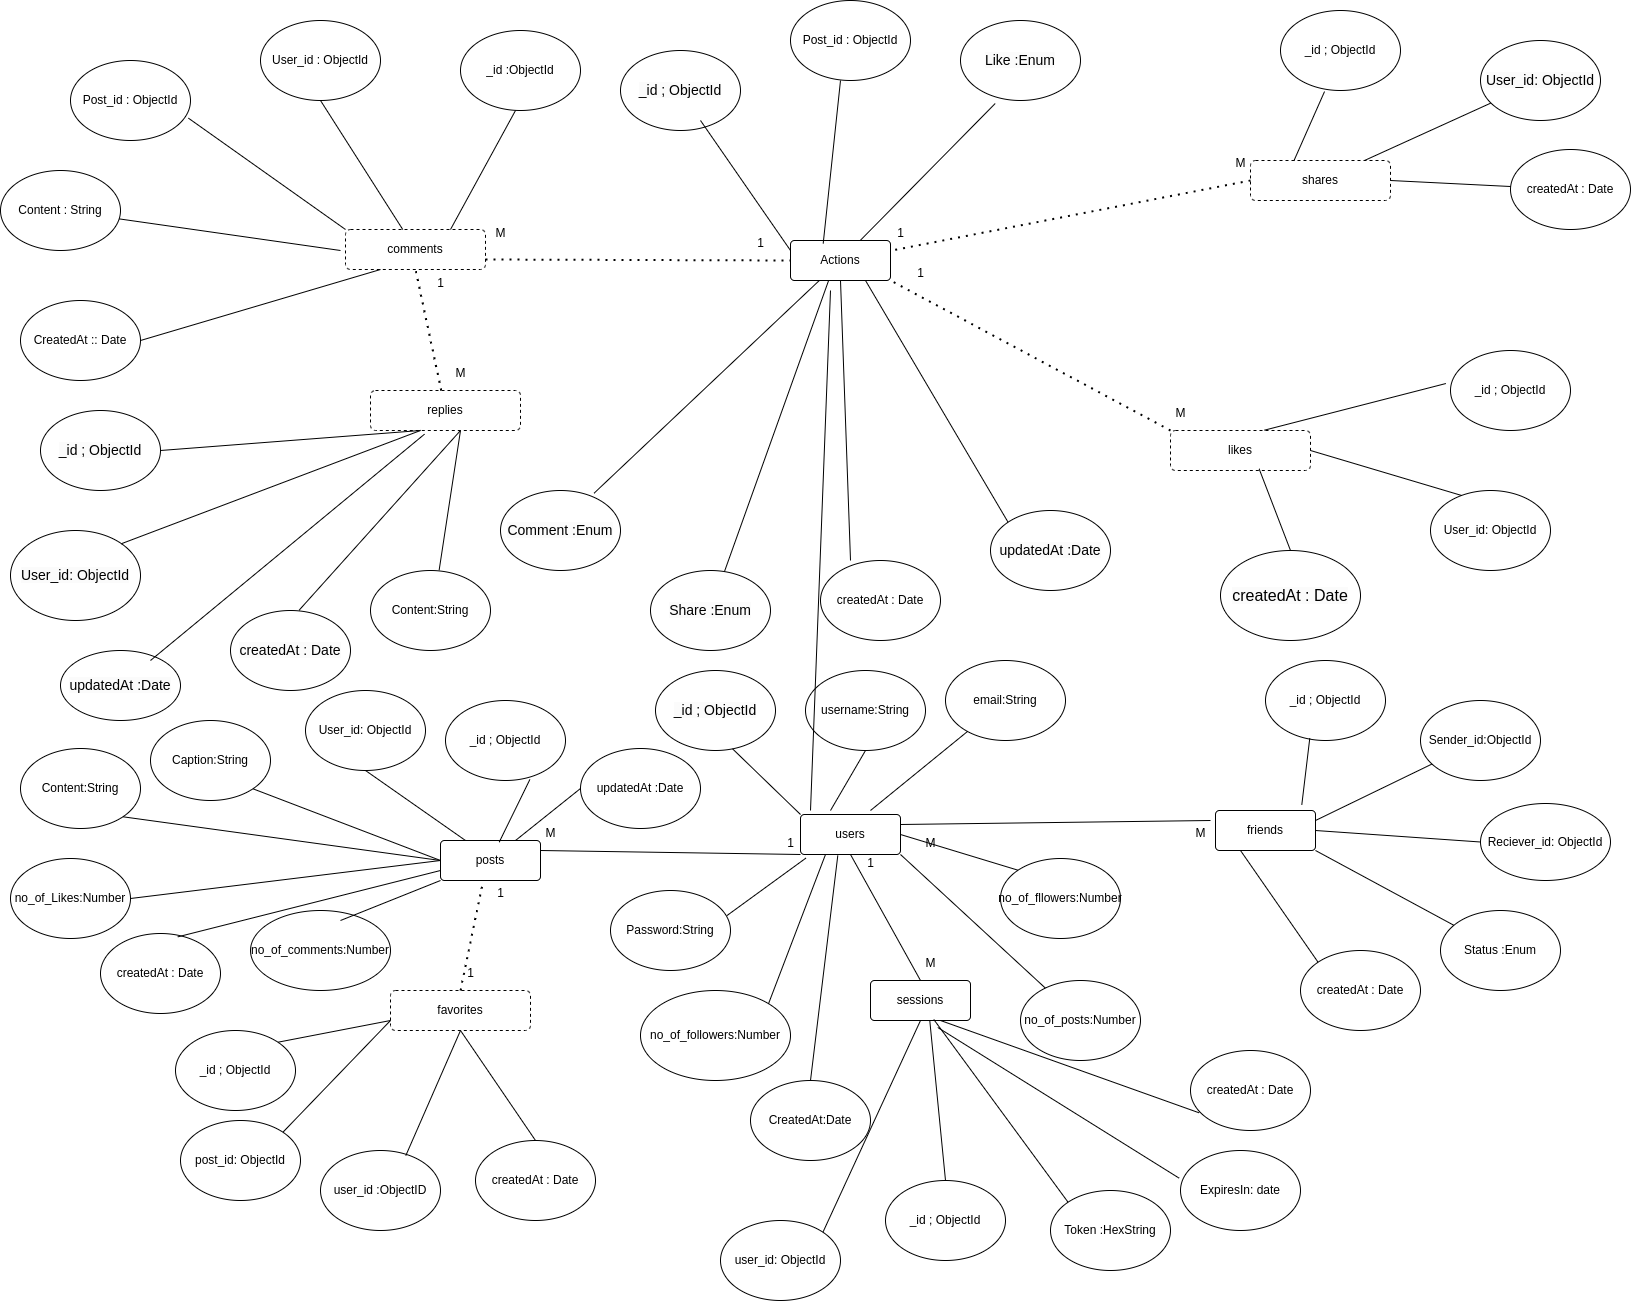 Post_id : ObjectId
User_id : ObjectId
_id :ObjectId
_id ; ObjectId
Like :Enum
_id ; ObjectId
User_id: ObjectId
Post_id : ObjectId
Content : String
M
shares
createdAt : Date
comments
M
1
1
Actions
1
1
CreatedAt :: Date
M
replies
M
likes
_id ; ObjectId
_id ; ObjectId
Comment :Enum
User_id: ObjectId
updatedAt :Date
User_id: ObjectId
createdAt : Date
Content:String
Share :Enum
createdAt : Date
createdAt : Date
updatedAt :Date
User_id: ObjectId
_id ; ObjectId
_id ; ObjectId
username:String
email:String
_id ; ObjectId
Sender_id:ObjectId
Caption:String
Content:String
updatedAt :Date
M
1
users
M
M
friends
Reciever_id: ObjectId
posts
1
1
no_of_Likes:Number
no_of_fllowers:Number
createdAt : Date
no_of_comments:Number
Password:String
Status :Enum
1
M
createdAt : Date
favorites
sessions
no_of_followers:Number
no_of_posts:Number
_id ; ObjectId
createdAt : Date
post_id: ObjectId
user_id :ObjectID
createdAt : Date
CreatedAt:Date
ExpiresIn: date
_id ; ObjectId
Token :HexString
user_id: ObjectId